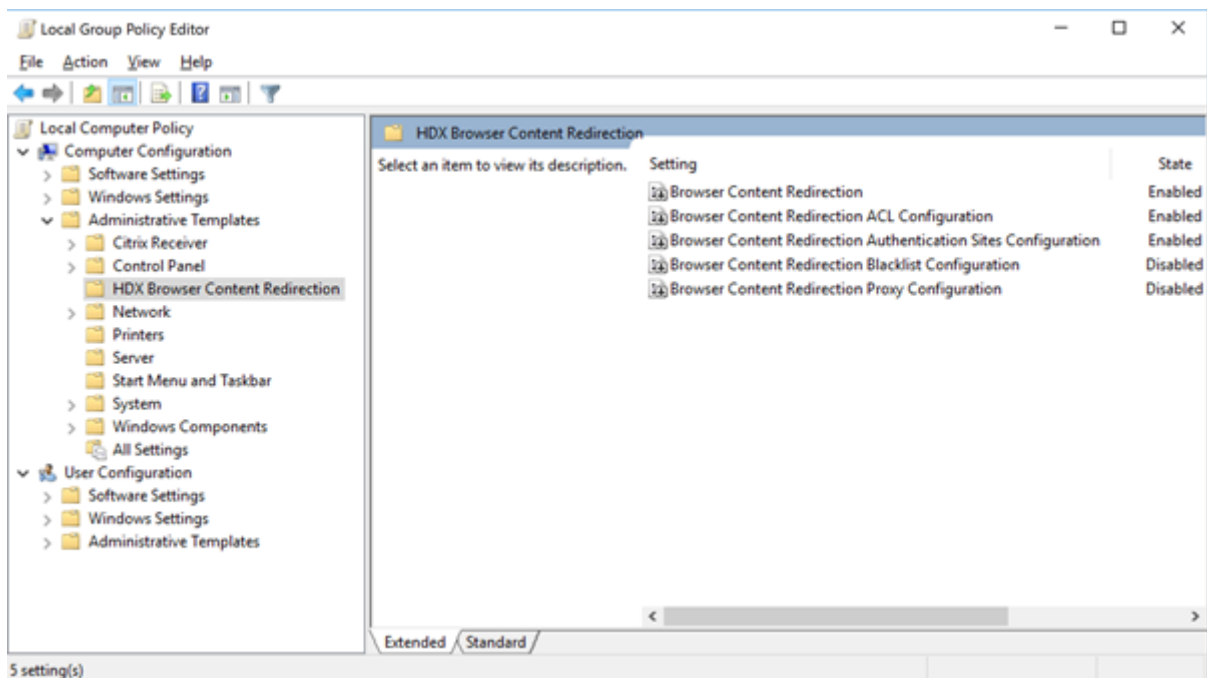 Local Group Policy Editor
File Action View Help
Local Computer Policy
Computer Configuration
Software Settings
Windows Settings
Administrative Templates
Citrix Receiver
Control Panel
HDX Browser Content Redirection
Network
Printers
Server
Start Menu and Taskbar
System
Windows Components
All Settings
User Configuration
Software Settings
Windows Settings
Administrative Templates
HDX Browser Content Redirection
Select an item to view its description.
Setting State
Browser Content Redirection Enabled
Browser Content Redirection ACL Configuration Enabled
Browser Content Redirection Authentication Sites Configuration Enabled
Browser Content Redirection Blacklist Configuration Disabled
Browser Content Redirection Proxy Configuration Disabled
Extended Standard
5 setting(s)